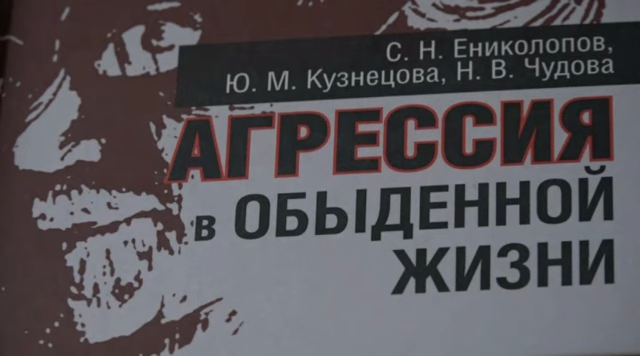 С. Н. Ениколопов,
Ю. М. Кузнецова, Н. В. Чудова
АГРЕССИЯ
в ОБЫДЕННОЙ
ЖИЗНИ